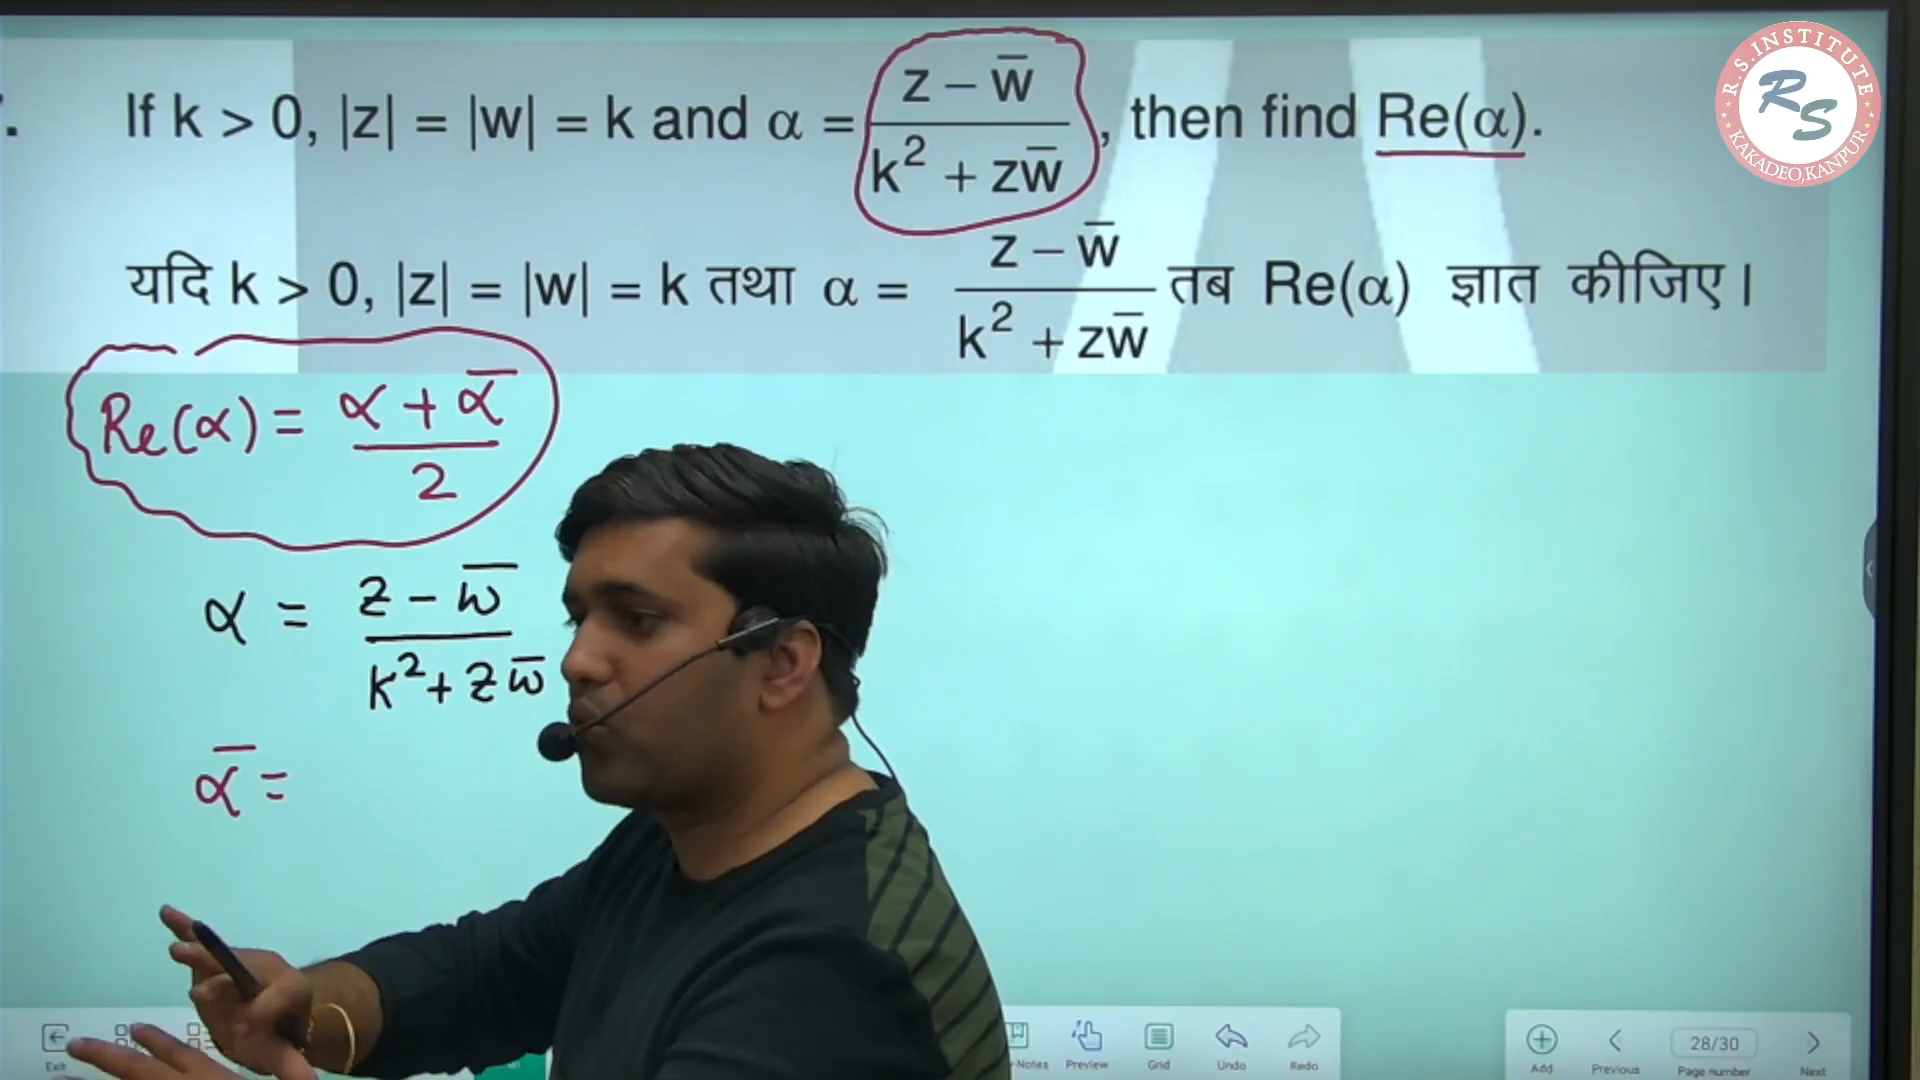 If k > 0, |z| = |w| = k and α = (z − w̅)/(k² + zw̅), then find Re(α).
यदि k > 0, |z| = |w| = k तथा α = (z − w̅)/(k² + zw̅) तब Re(α) ज्ञात कीजिए।
Re(α) = (α + α̅)/2
α = (z − w̅)/(k² + z w̅)
α̅ =
R.S.INSTITUTE
RS
KAKADEO,KANPUR
Exit
Notes Preview Grid Undo Redo
Add Previous 28/30 Page number Next